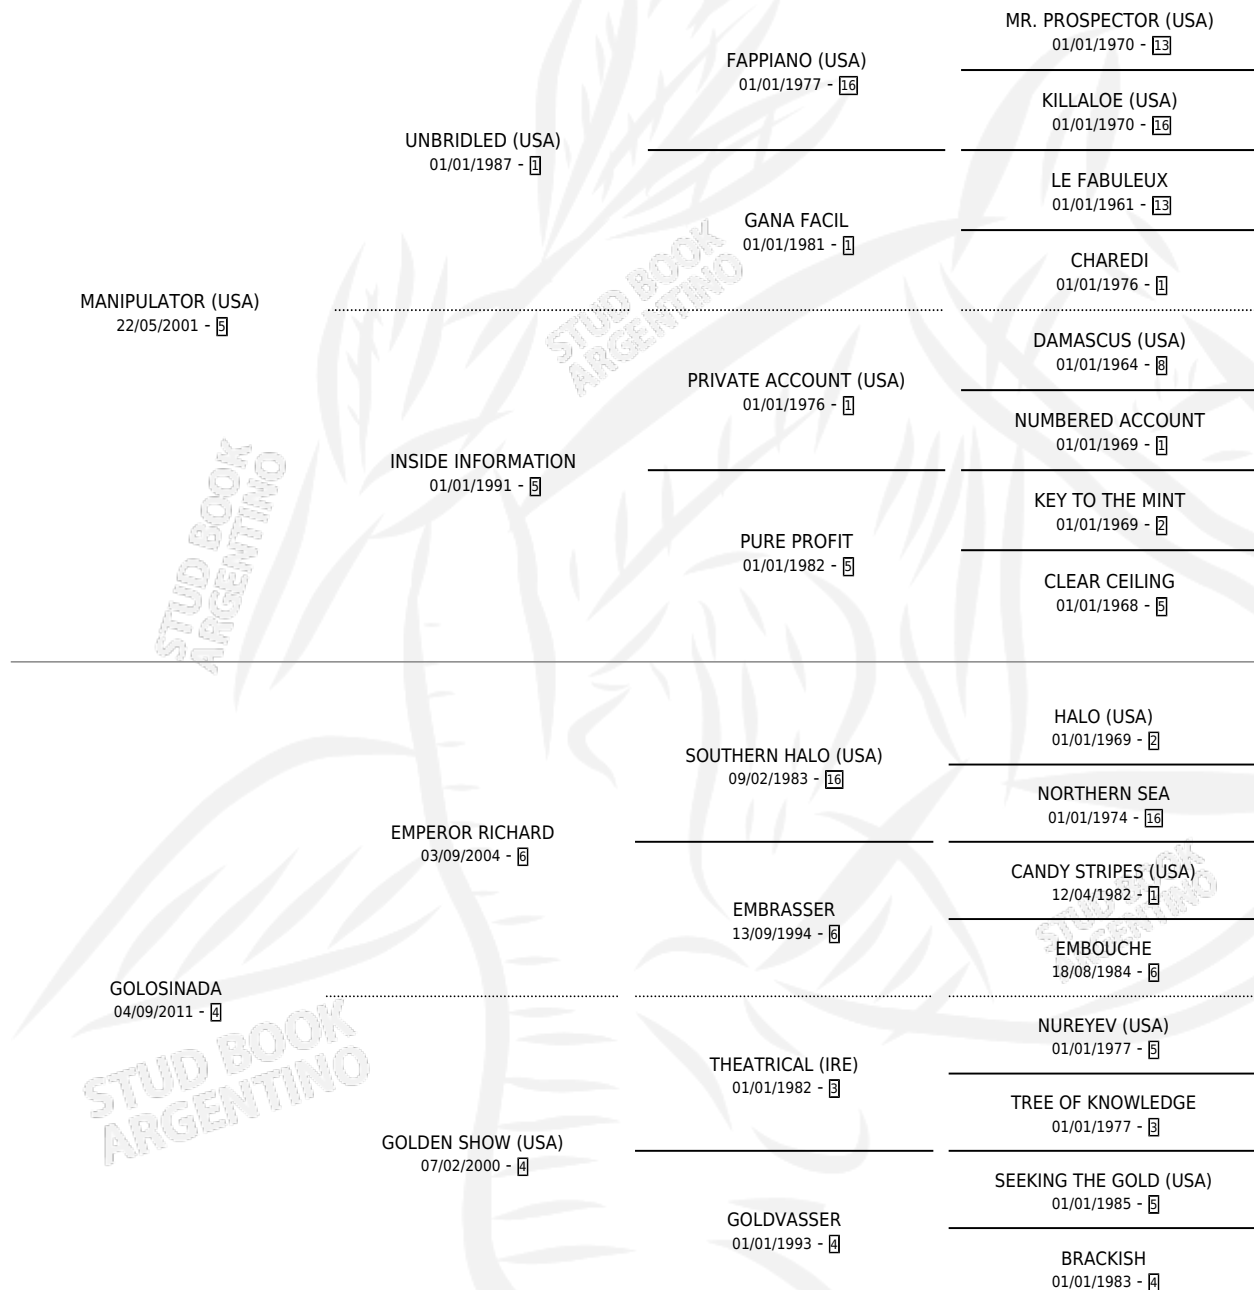 MR. PROSPECTOR (USA)
01/01/1970 - 13
FAPPIANO (USA)
01/01/1977 - 16
KILLALOE (USA)
01/01/1970 - 16
UNBRIDLED (USA)
01/01/1987 - 1
LE FABULEUX
01/01/1961 - 13
GANA FACIL
01/01/1981 - 1
CHAREDI
01/01/1976 - 1
MANIPULATOR (USA)
22/05/2001 - 5
DAMASCUS (USA)
01/01/1964 - 8
PRIVATE ACCOUNT (USA)
01/01/1976 - 1
NUMBERED ACCOUNT
01/01/1969 - 1
INSIDE INFORMATION
01/01/1991 - 5
KEY TO THE MINT
01/01/1969 - 2
PURE PROFIT
01/01/1982 - 5
CLEAR CEILING
01/01/1968 - 5
HALO (USA)
01/01/1969 - 2
SOUTHERN HALO (USA)
09/02/1983 - 16
NORTHERN SEA
01/01/1974 - 16
EMPEROR RICHARD
03/09/2004 - 6
CANDY STRIPES (USA)
12/04/1982 - 1
EMBRASSER
13/09/1994 - 6
EMBOUCHE
18/08/1984 - 6
GOLOSINADA
04/09/2011 - 4
NUREYEV (USA)
01/01/1977 - 5
THEATRICAL (IRE)
01/01/1982 - 3
TREE OF KNOWLEDGE
01/01/1977 - 3
GOLDEN SHOW (USA)
07/02/2000 - 4
SEEKING THE GOLD (USA)
01/01/1985 - 5
GOLDVASSER
01/01/1993 - 4
BRACKISH
01/01/1983 - 4
STUD BOOK
ARGENTINO
STUD BOOK
ARGENTINO
STUD BOOK
ARGENTINO
STUD BOOK
ARGENTINO